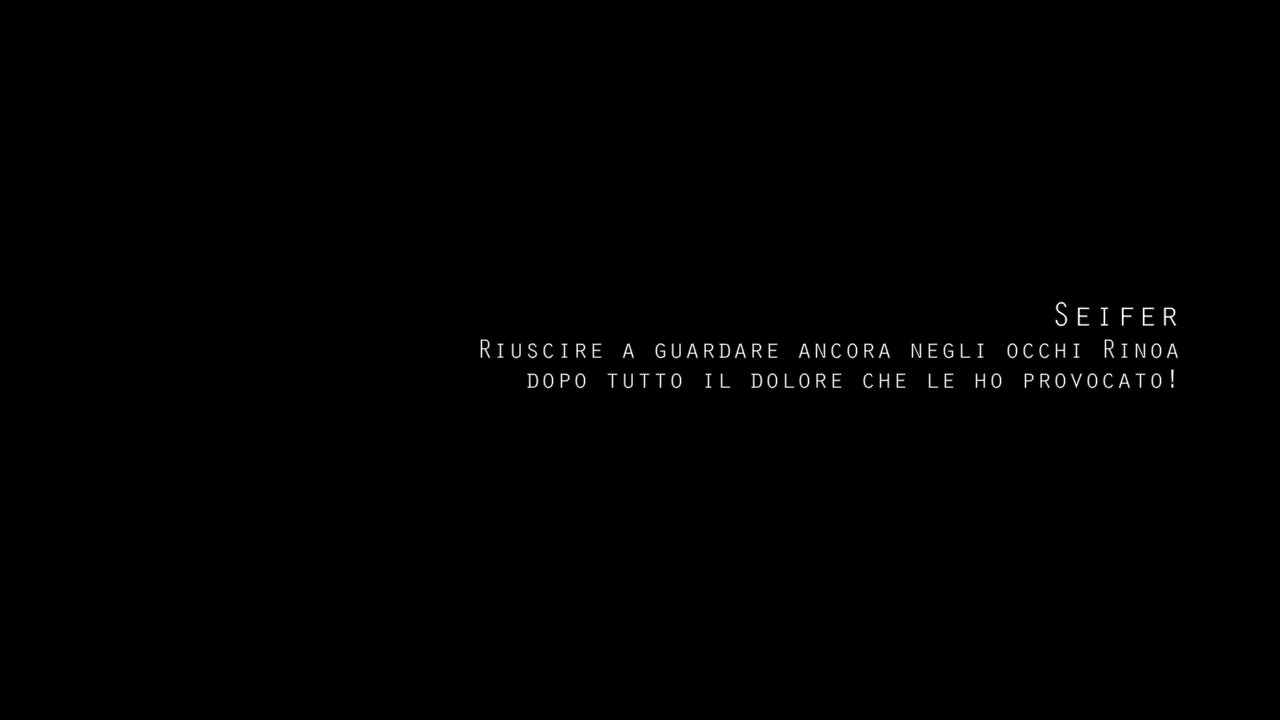 Seifer
Riuscire a guardare ancora negli occhi Rinoa
dopo tutto il dolore che le ho provocato!